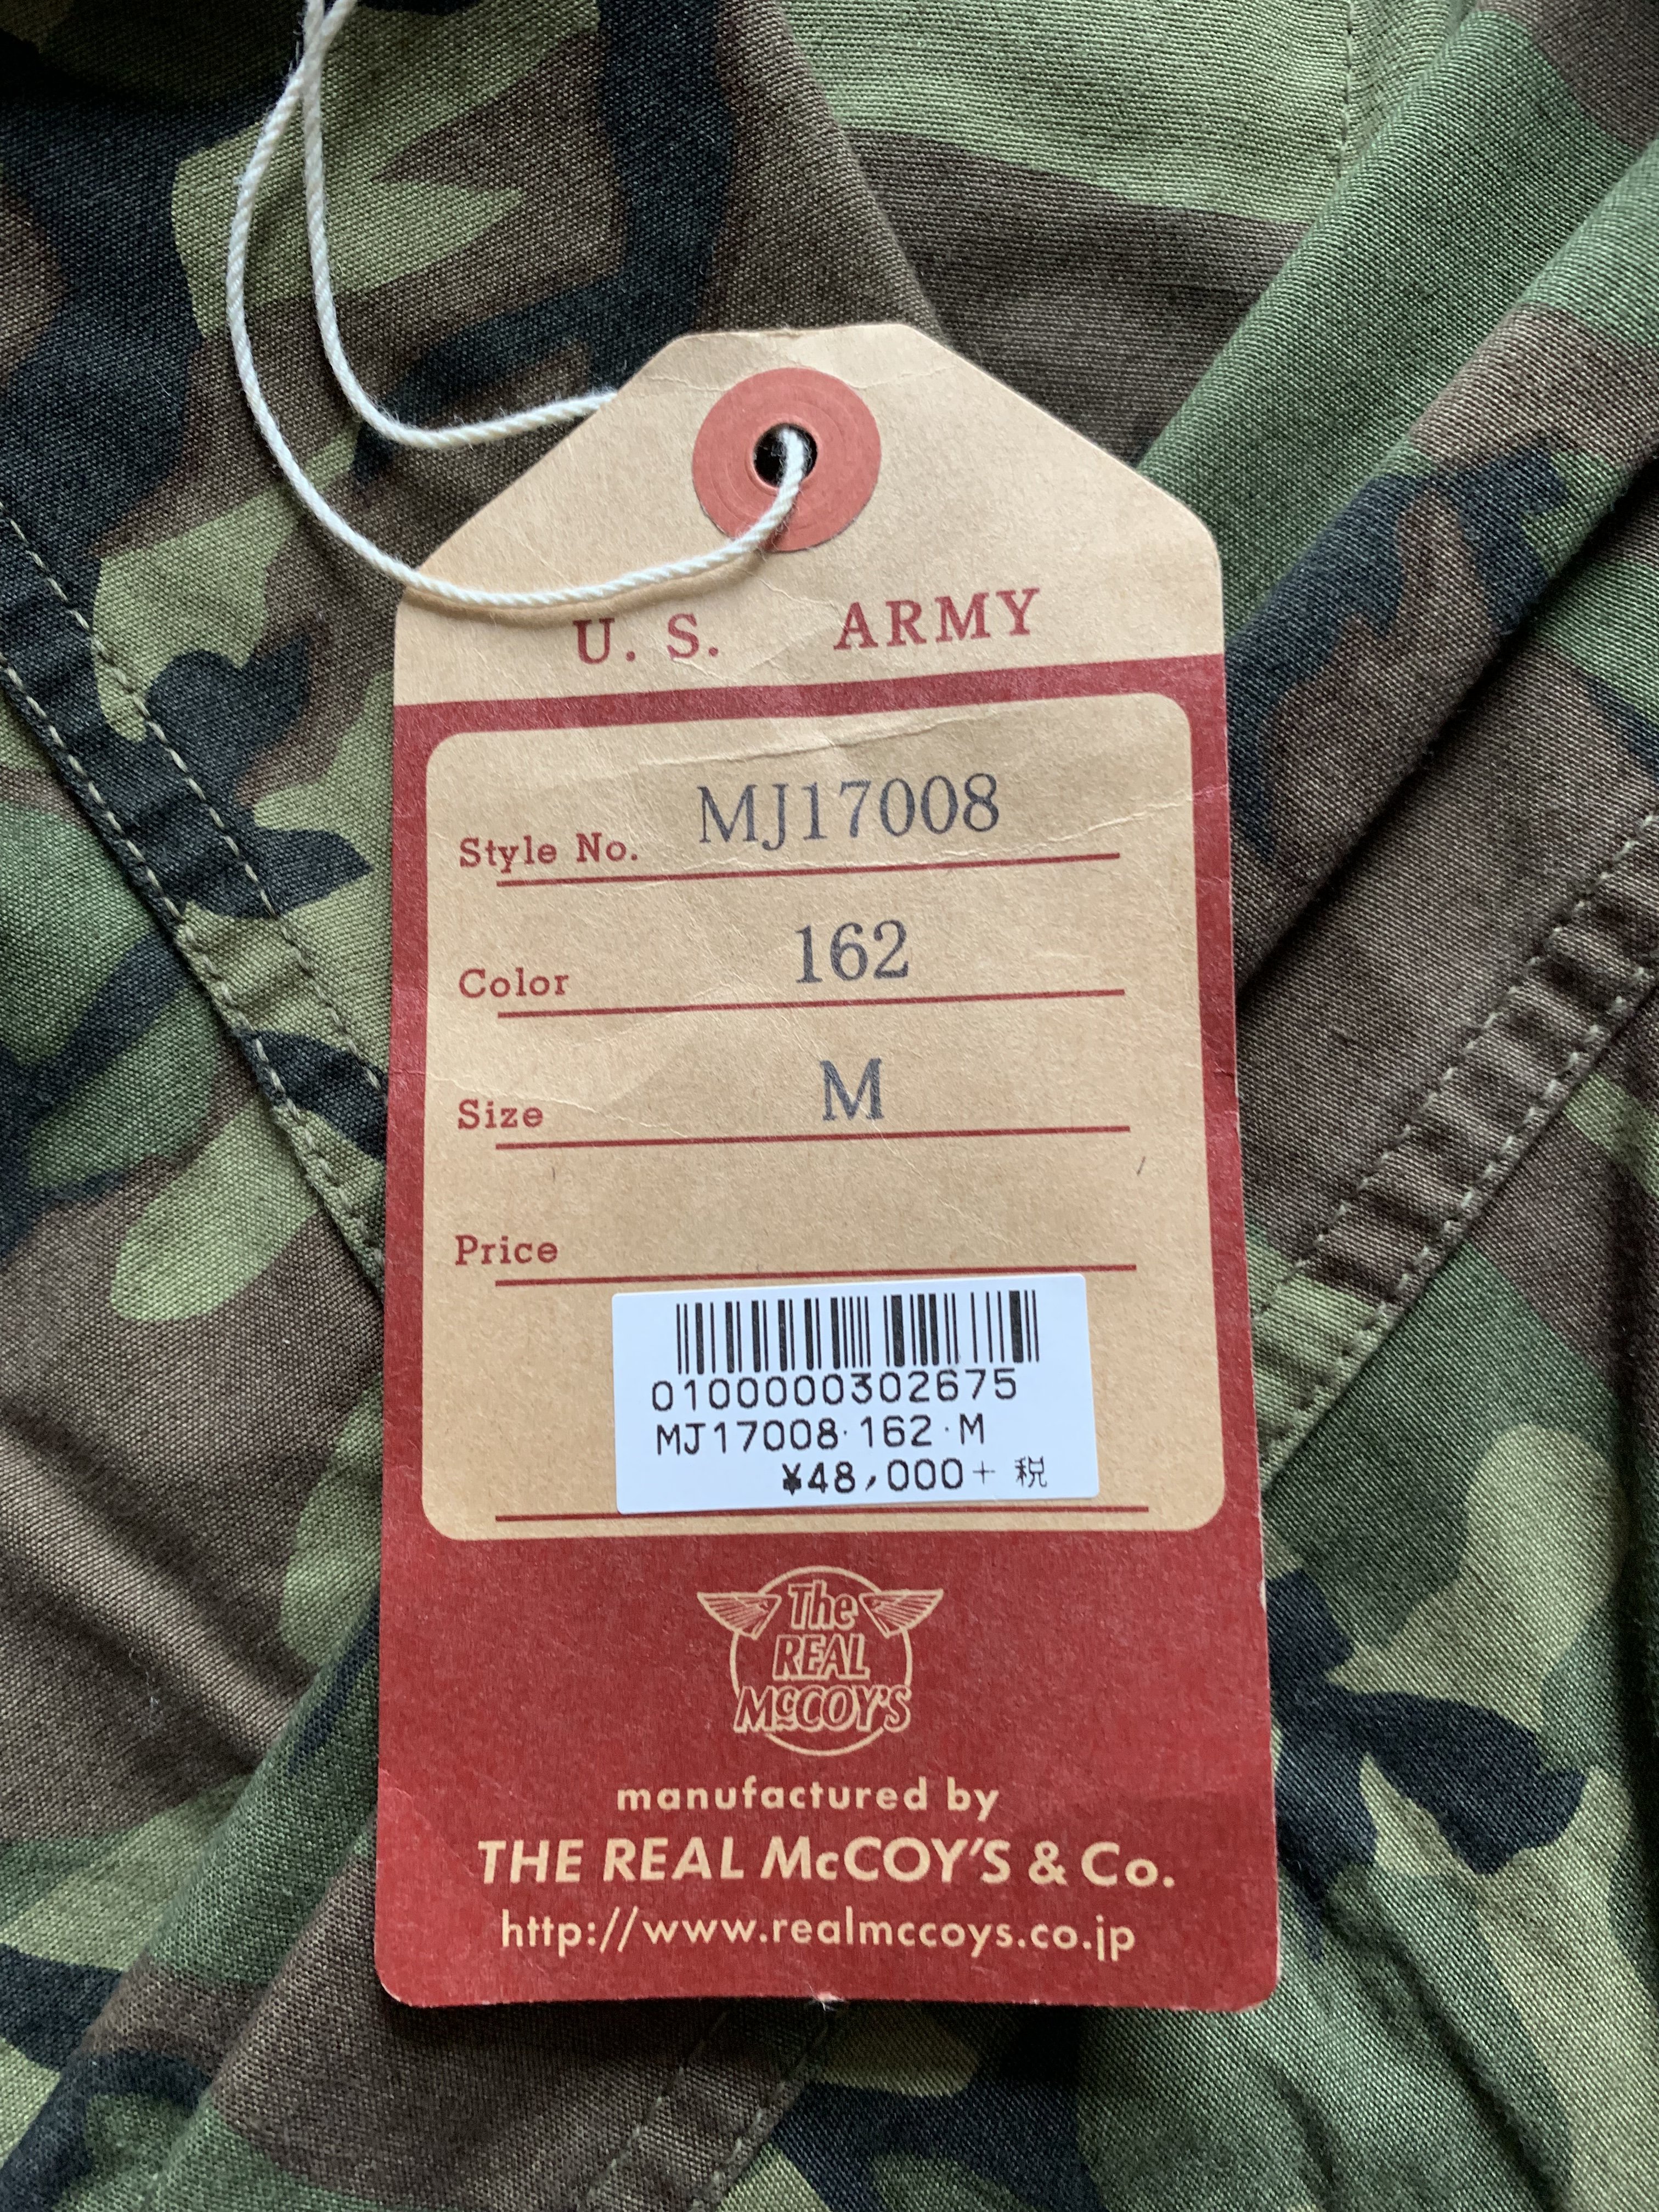 U. S. ARMY
Style No. MJ17008
Color 162
Size M
Price
0100000302675
MJ17008·162·M
¥48,000+ 税
The
REAL
McCOY'S
manufactured by
THE REAL McCOY'S & Co.
http://www.realmccoys.co.jp